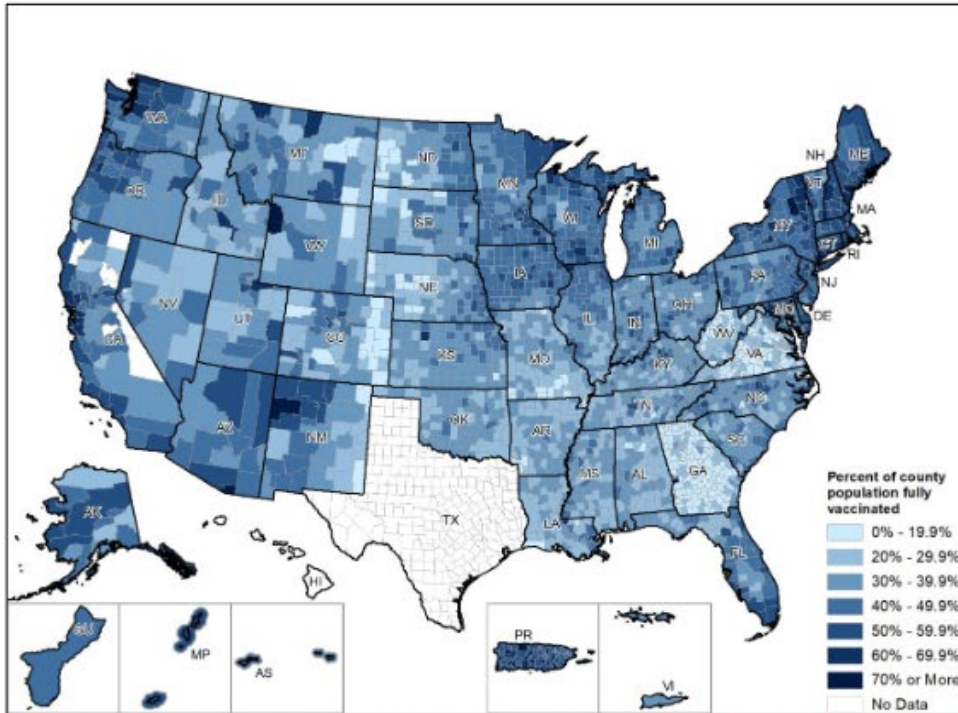 WA
MT
ND
OR
ID
WY
SD
MN
WI
MI
NH
VT
ME
MA
NY
CT
RI
PA
NJ
NV
UT
CO
NE
IA
IL
IN
OH
MD
DE
WV
VA
CA
KS
MO
KY
AZ
NM
OK
AR
TN
NC
SC
MS
AL
GA
TX
LA
FL
AK
HI
Percent of county
population fully
vaccinated
0% - 19.9%
20% - 29.9%
30% - 39.9%
40% - 49.9%
50% - 59.9%
60% - 69.9%
70% or More
No Data
GU
MP
AS
PR
VI